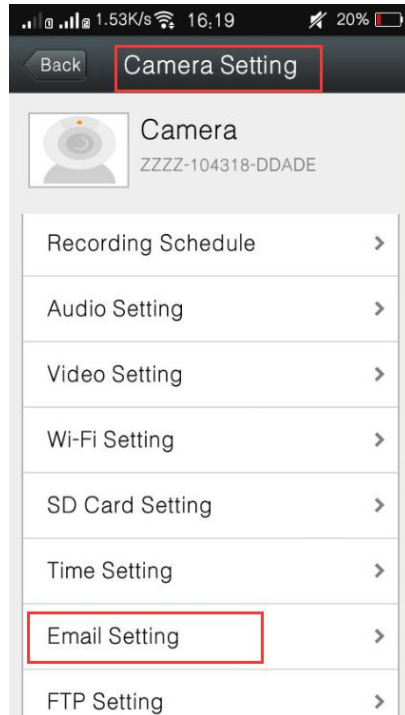 1.53K/s 16:19 20%
Back Camera Setting
Camera
ZZZZ-104318-DDADE
Recording Schedule
Audio Setting
Video Setting
Wi-Fi Setting
SD Card Setting
Time Setting
Email Setting
FTP Setting